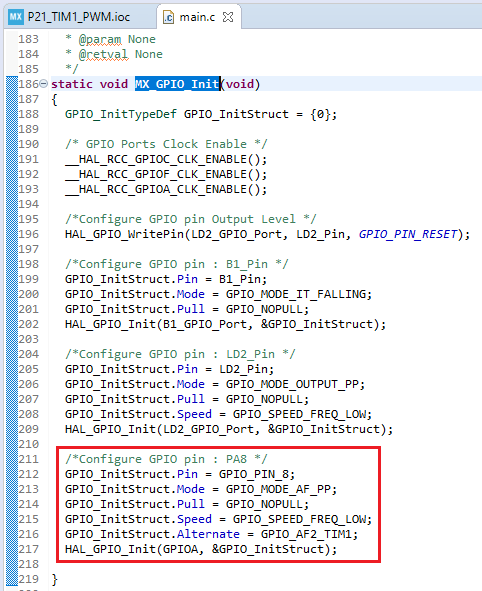 P21_TIM1_PWM.ioc main.c
183 * @param None
184 * @retval None
185 */
186 static void MX_GPIO_Init(void)
187 {
188 GPIO_InitTypeDef GPIO_InitStruct = {0};
189
190 /* GPIO Ports Clock Enable */
191 __HAL_RCC_GPIOC_CLK_ENABLE();
192 __HAL_RCC_GPIOF_CLK_ENABLE();
193 __HAL_RCC_GPIOA_CLK_ENABLE();
194
195 /*Configure GPIO pin Output Level */
196 HAL_GPIO_WritePin(LD2_GPIO_Port, LD2_Pin, GPIO_PIN_RESET);
197
198 /*Configure GPIO pin : B1_Pin */
199 GPIO_InitStruct.Pin = B1_Pin;
200 GPIO_InitStruct.Mode = GPIO_MODE_IT_FALLING;
201 GPIO_InitStruct.Pull = GPIO_NOPULL;
202 HAL_GPIO_Init(B1_GPIO_Port, &GPIO_InitStruct);
203
204 /*Configure GPIO pin : LD2_Pin */
205 GPIO_InitStruct.Pin = LD2_Pin;
206 GPIO_InitStruct.Mode = GPIO_MODE_OUTPUT_PP;
207 GPIO_InitStruct.Pull = GPIO_NOPULL;
208 GPIO_InitStruct.Speed = GPIO_SPEED_FREQ_LOW;
209 HAL_GPIO_Init(LD2_GPIO_Port, &GPIO_InitStruct);
210
211 /*Configure GPIO pin : PA8 */
212 GPIO_InitStruct.Pin = GPIO_PIN_8;
213 GPIO_InitStruct.Mode = GPIO_MODE_AF_PP;
214 GPIO_InitStruct.Pull = GPIO_NOPULL;
215 GPIO_InitStruct.Speed = GPIO_SPEED_FREQ_LOW;
216 GPIO_InitStruct.Alternate = GPIO_AF2_TIM1;
217 HAL_GPIO_Init(GPIOA, &GPIO_InitStruct);
218
219 }